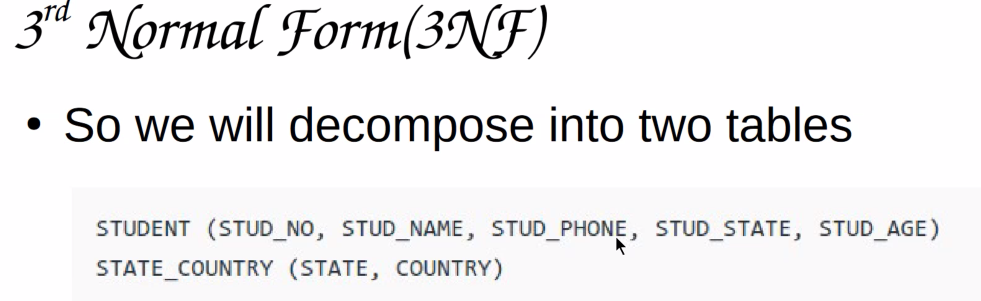 3rd Normal Form(3NF)
• So we will decompose into two tables
STUDENT (STUD_NO, STUD_NAME, STUD_PHONE, STUD_STATE, STUD_AGE)
STATE_COUNTRY (STATE, COUNTRY)